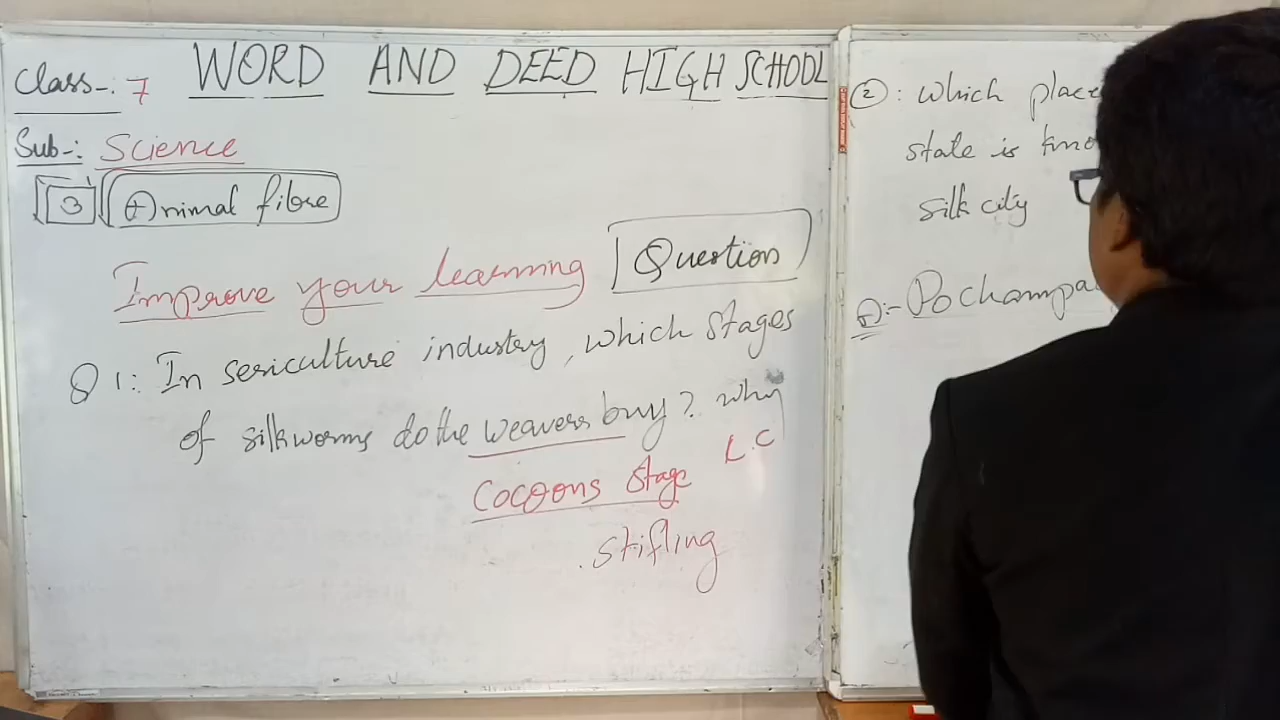 WORD AND DEED HIGH SCHOOL
Class-: 7
Sub-: Science
3 Animal fibre
Improve your learning Question
Q 1: In sericulture industry, which stages
of silkworms do the weavers buy? why
L.C
Cocoons stage
stifling
2: which place
state is kno
silk city
Pochampa